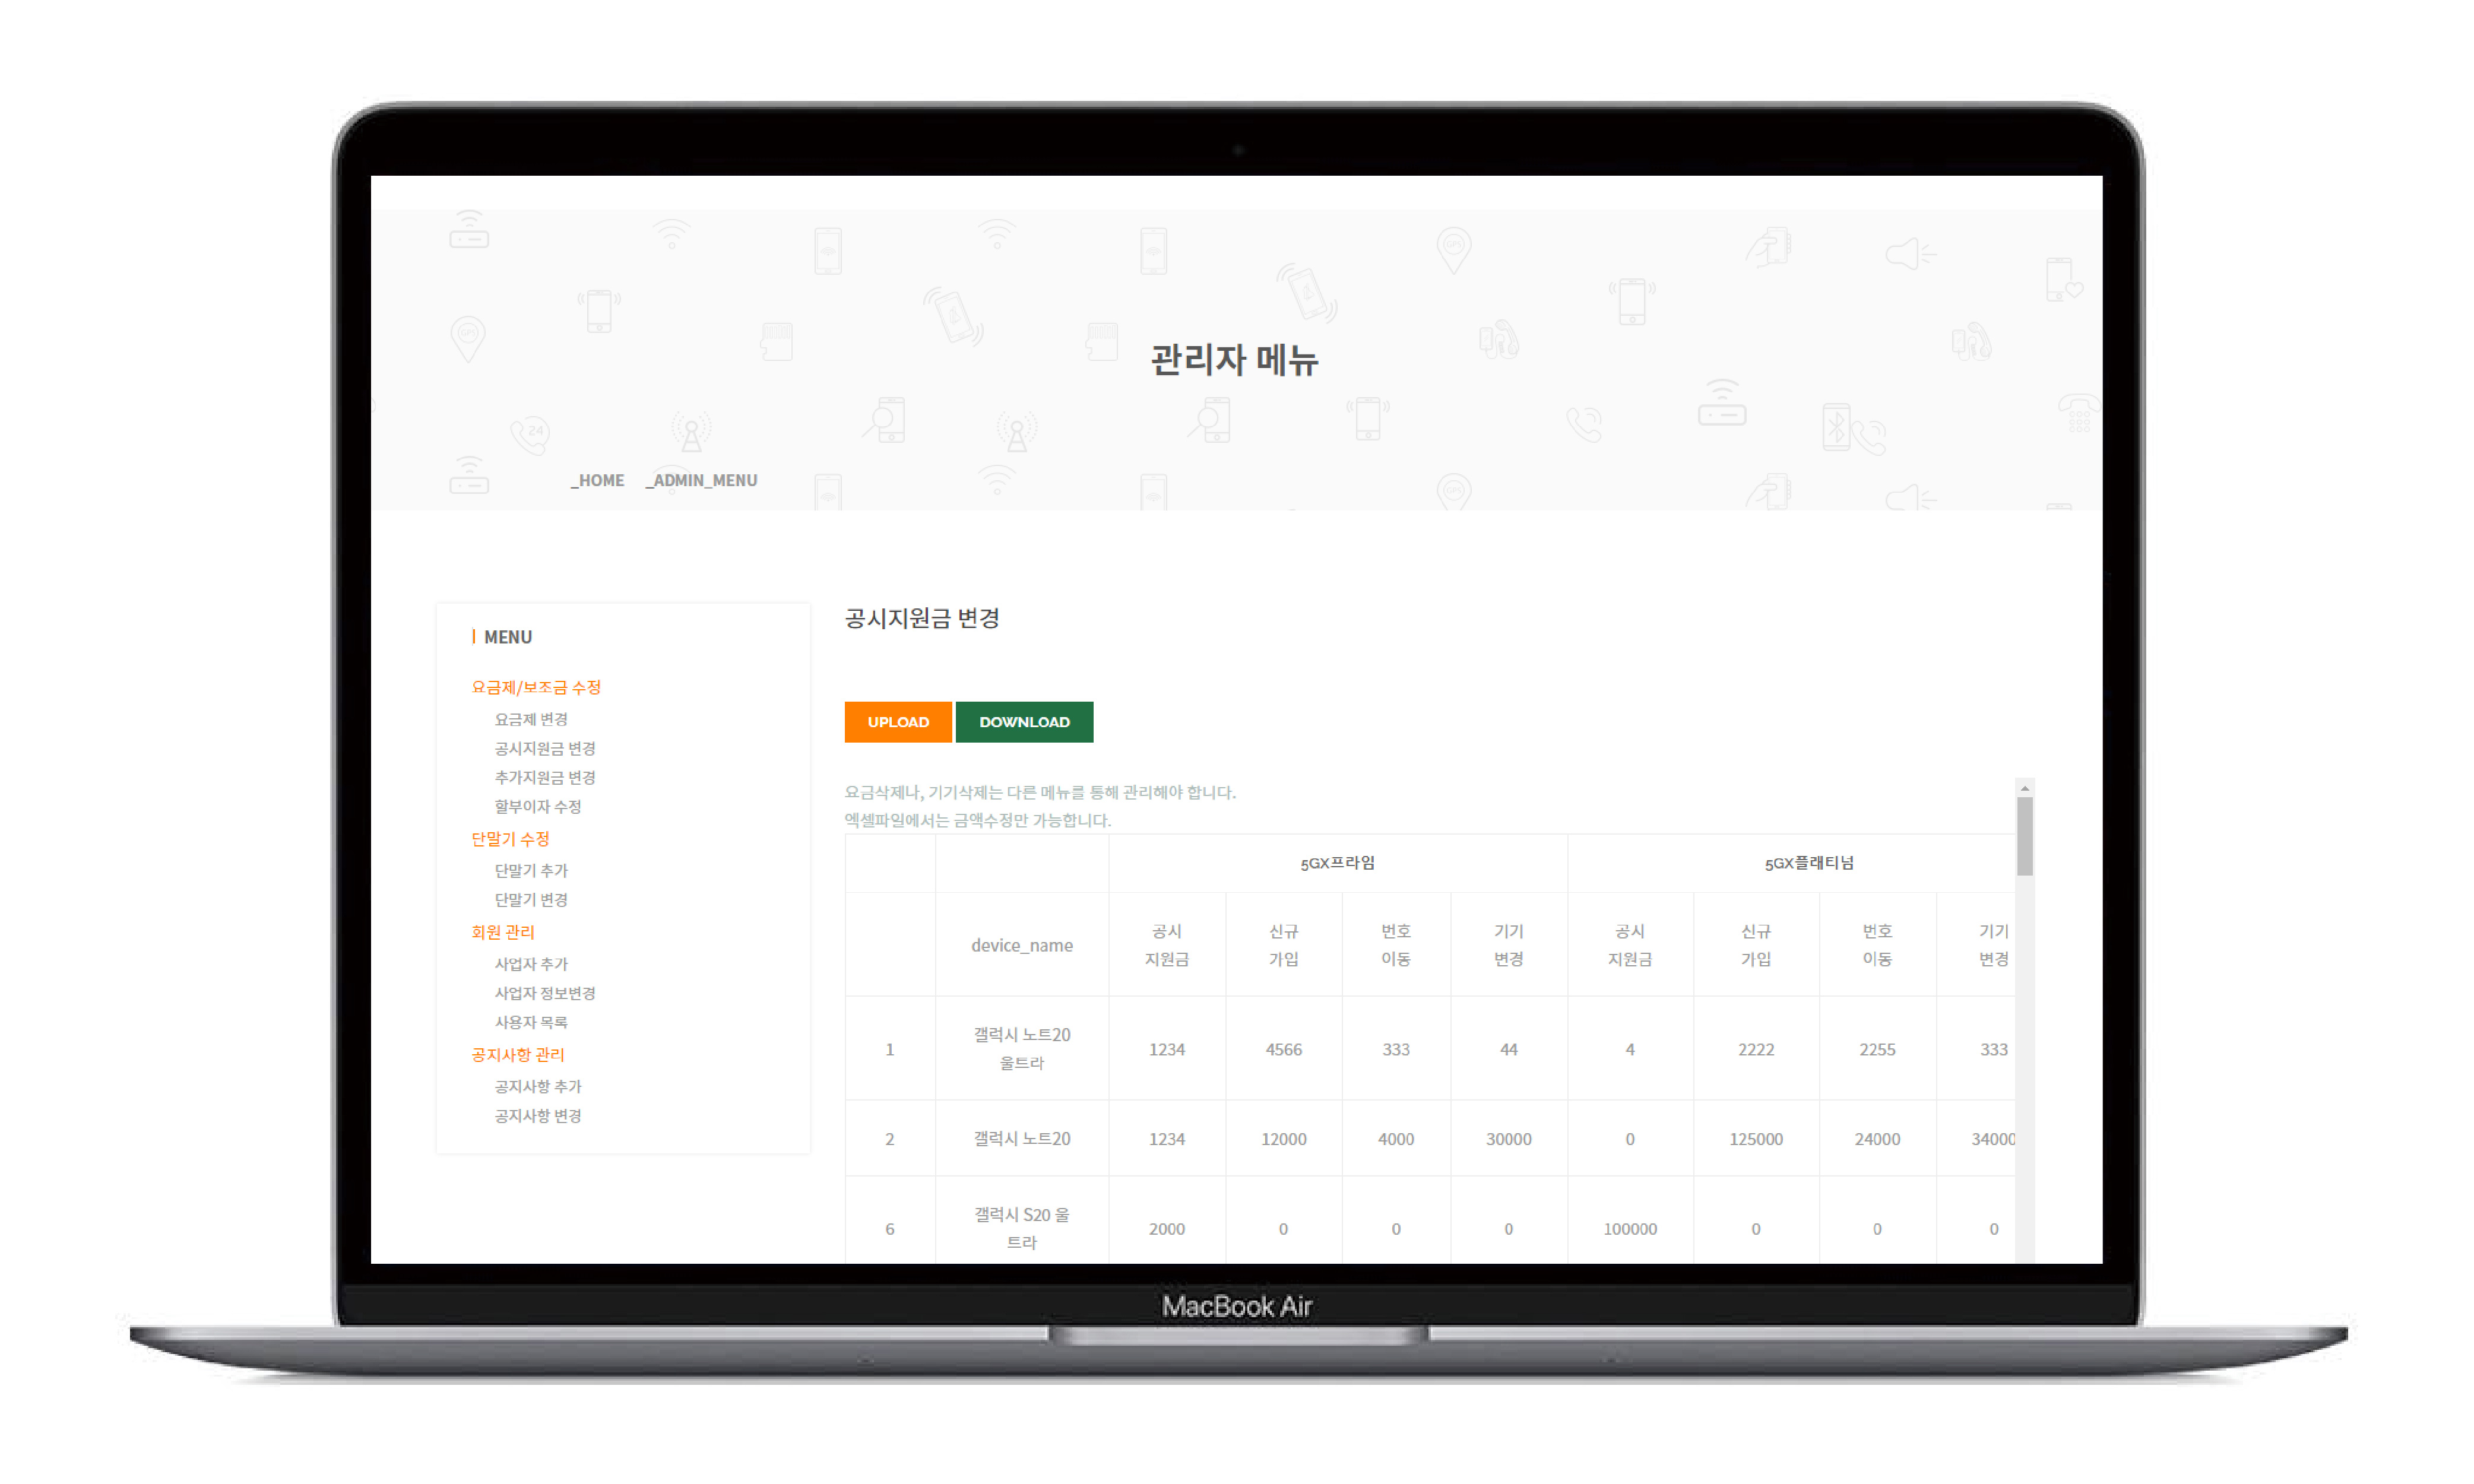 관리자 메뉴
_HOME _ADMIN_MENU
MENU
요금제/보조금 수정
요금제 변경
공시지원금 변경
추가지원금 변경
할부이자 수정
단말기 수정
단말기 추가
단말기 변경
회원 관리
사업자 추가
사업자 정보변경
사용자 목록
공지사항 관리
공지사항 추가
공지사항 변경
공시지원금 변경
UPLOAD DOWNLOAD
요금삭제나, 기기삭제는 다른 메뉴를 통해 관리해야 합니다.
엑셀파일에서는 금액수정만 가능합니다.
5GX프라임 5GX플래티넘
device_name 공시 지원금 신규 가입 번호 이동 기기 변경 공시 지원금 신규 가입 번호 이동 기기 변경
1 갤럭시 노트20 울트라 1234 4566 333 44 4 2222 2255 333
2 갤럭시 노트20 1234 12000 4000 30000 0 125000 24000 34000
6 갤럭시 S20 울트라 2000 0 0 0 100000 0 0 0
MacBook Air